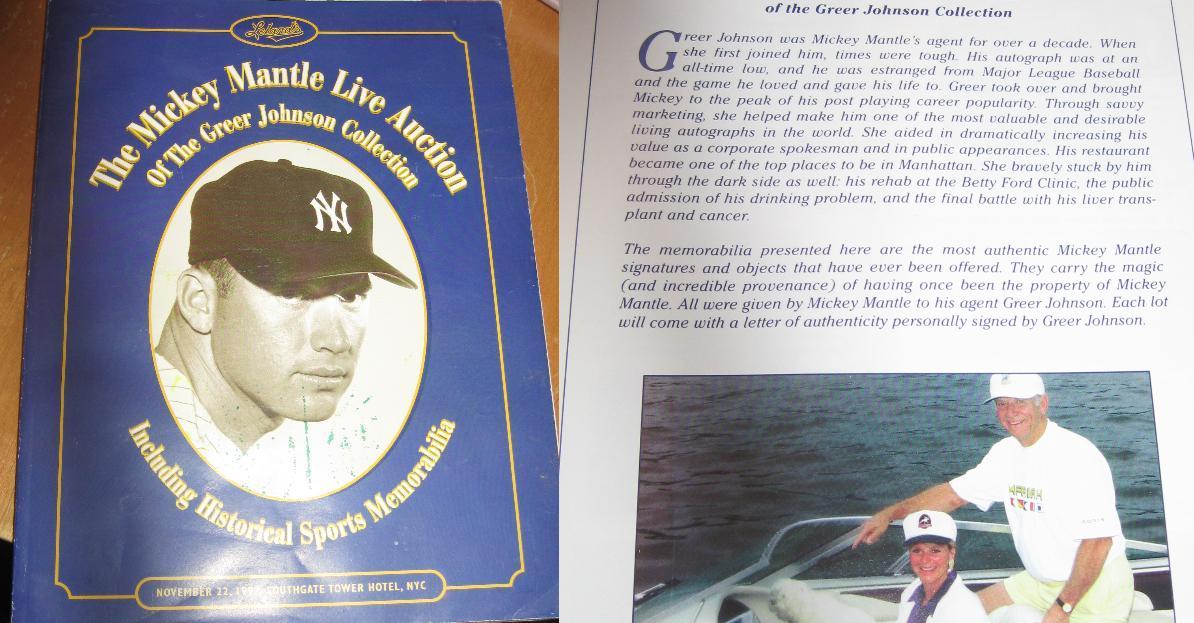 Leland's
The Mickey Mantle Live Auction
Of The Greer Johnson Collection
NY
Including Historical Sports Memorabilia
NOVEMBER 22, SOUTHGATE TOWER HOTEL, NYC
of the Greer Johnson Collection
Greer Johnson was Mickey Mantle's agent for over a decade. When
she first joined him, times were tough. His autograph was at an
all-time low, and he was estranged from Major League Baseball
and the game he loved and gave his life to. Greer took over and brought
Mickey to the peak of his post playing career popularity. Through savvy
marketing, she helped make him one of the most valuable and desirable
living autographs in the world. She aided in dramatically increasing his
value as a corporate spokesman and in public appearances. His restaurant
became one of the top places to be in Manhattan. She bravely stuck by him
through the dark side as well: his rehab at the Betty Ford Clinic, the public
admission of his drinking problem, and the final battle with his liver trans-
plant and cancer.
The memorabilia presented here are the most authentic Mickey Mantle
signatures and objects that have ever been offered. They carry the magic
(and incredible provenance) of having once been the property of Mickey
Mantle. All were given by Mickey Mantle to his agent Greer Johnson. Each lot
will come with a letter of authenticity personally signed by Greer Johnson.